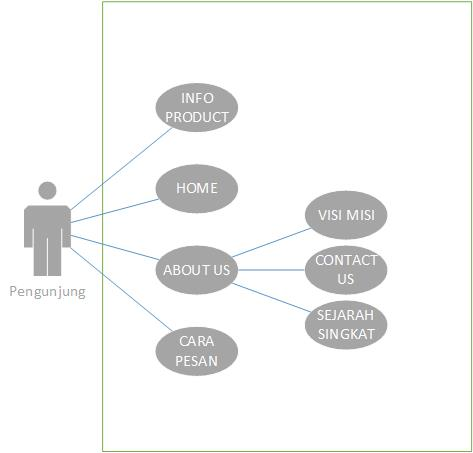 INFO
PRODUCT
HOME
VISI MISI
ABOUT US
CONTACT
US
Pengunjung
SEJARAH
SINGKAT
CARA
PESAN